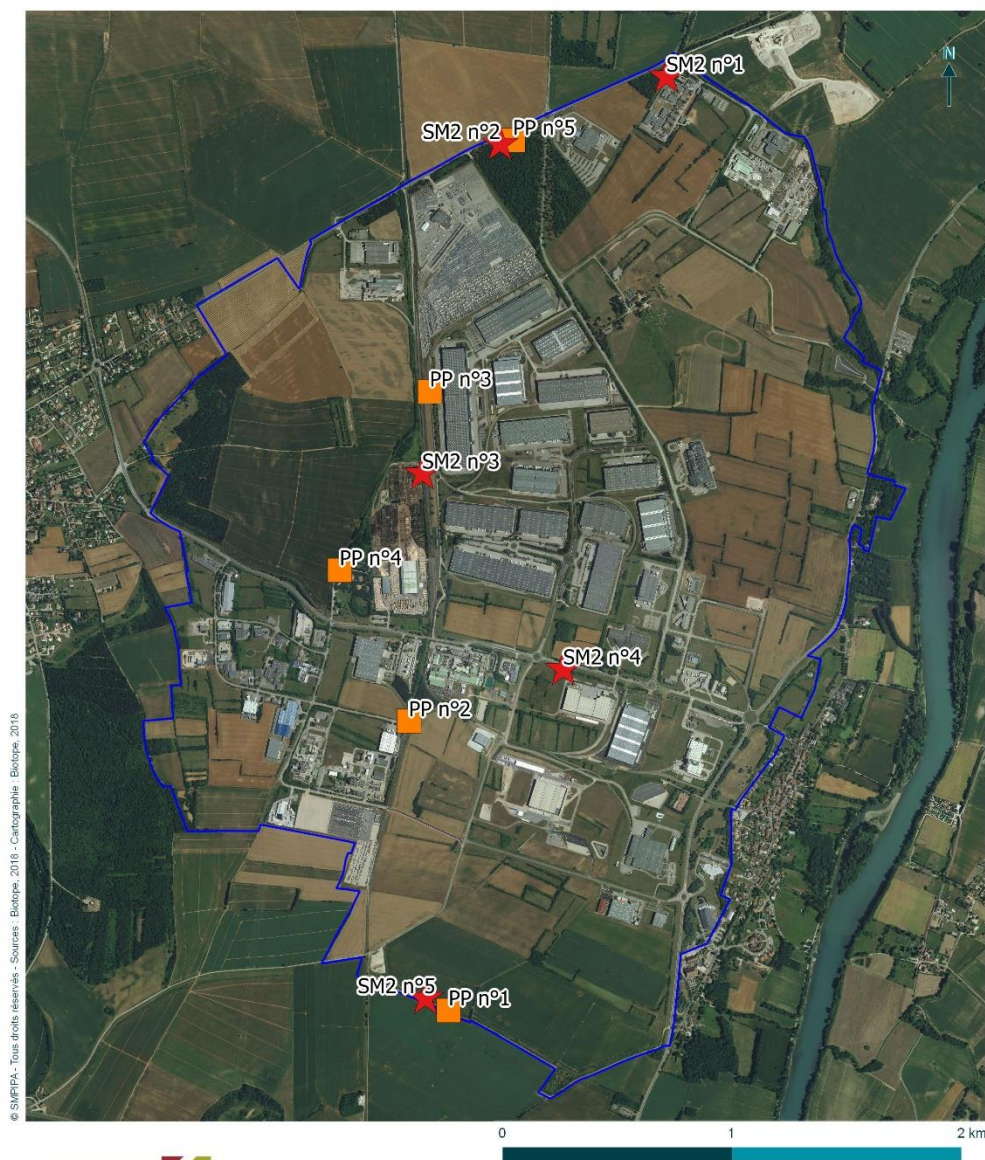 N
SM2 n°1
SM2 n°2 PP n°5
PP n°3
SM2 n°3
PP n°4
SM2 n°4
PP n°2
SM2 n°5 PP n°1
© SMPIPA - Tous droits réservés - Sources : Biotope, 2018 - Cartographie : Biotope, 2018
0 1 2 km